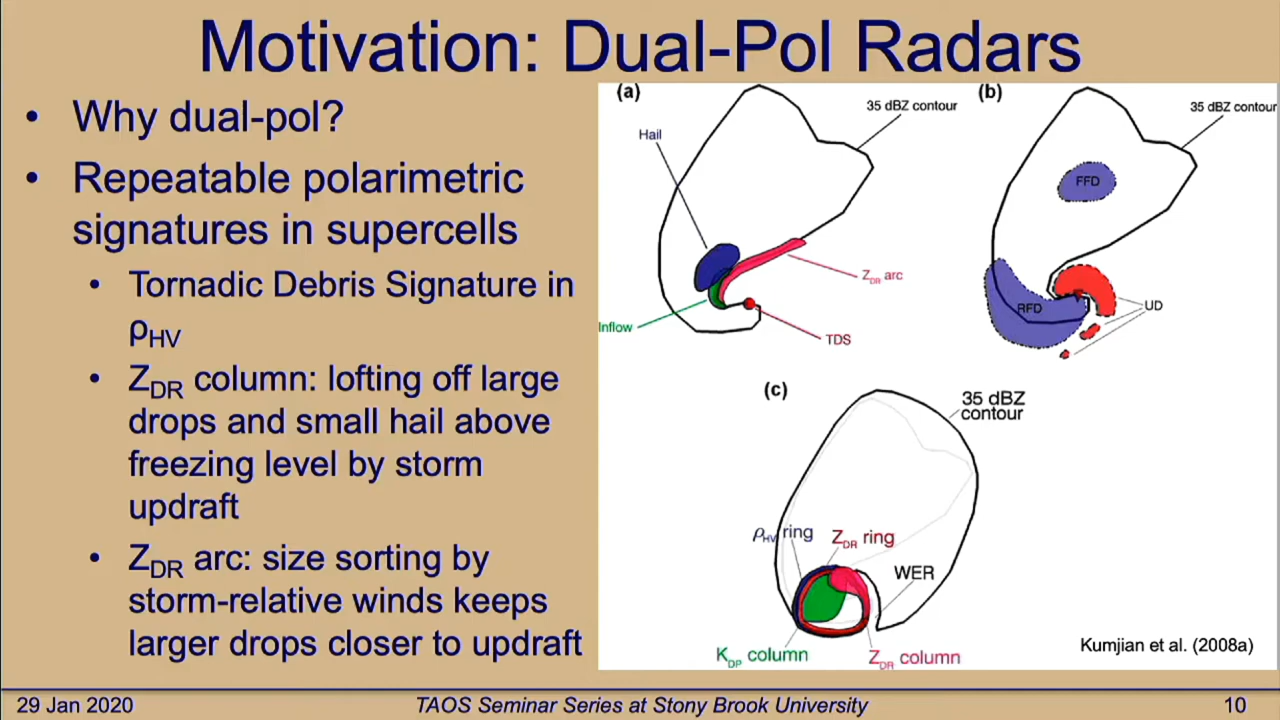 Motivation: Dual-Pol Radars
• Why dual-pol?
• Repeatable polarimetric
signatures in supercells
• Tornadic Debris Signature in
ρHV
• ZDR column: lofting off large
drops and small hail above
freezing level by storm
updraft
• ZDR arc: size sorting by
storm-relative winds keeps
larger drops closer to updraft
(a)
35 dBZ contour
Hail
ZDR arc
Inflow
TDS
(b)
35 dBZ contour
FFD
RFD
UD
(c)
35 dBZ
contour
ρHV ring
ZDR ring
WER
KDP column
ZDR column
Kumjian et al. (2008a)
29 Jan 2020
TAOS Seminar Series at Stony Brook University
10